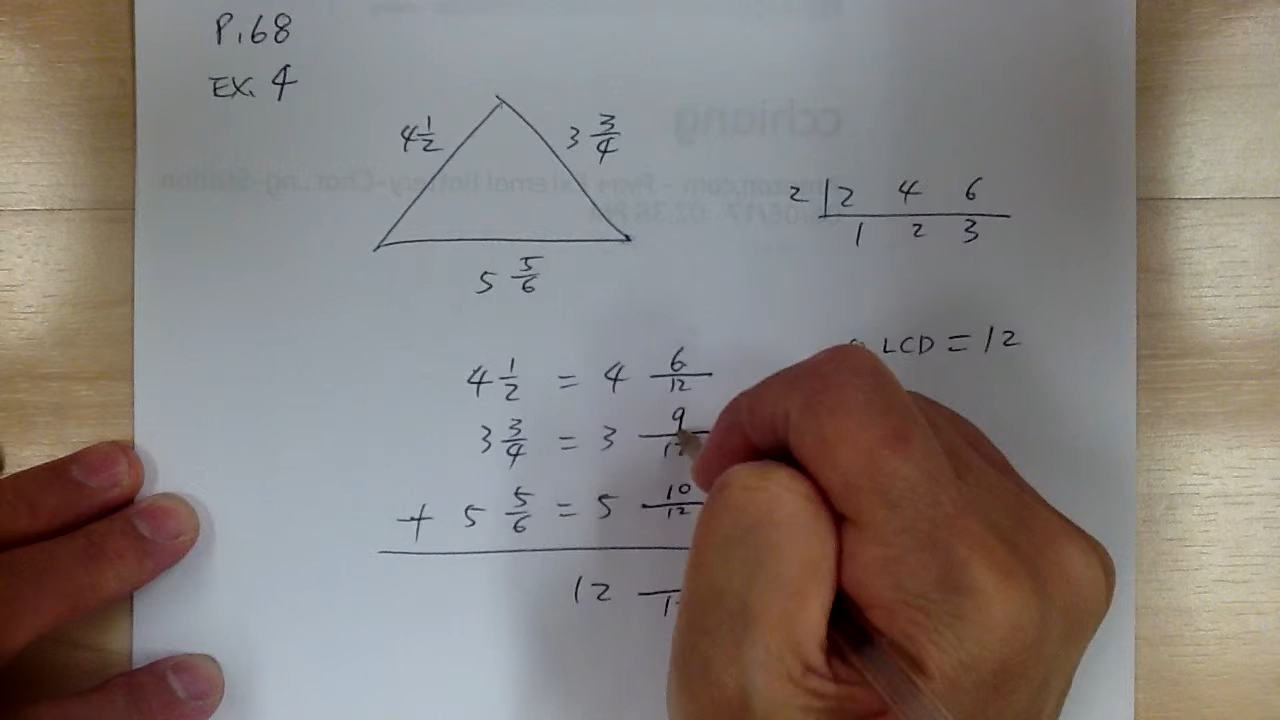 P.68
EX. 4
4 1/2
3 3/4
5 5/6
2 2 4 6
1 2 3
LCD = 12
4 1/2 = 4 6/12
3 3/4 = 3 9/12
+ 5 5/6 = 5 10/12
12
cchiang